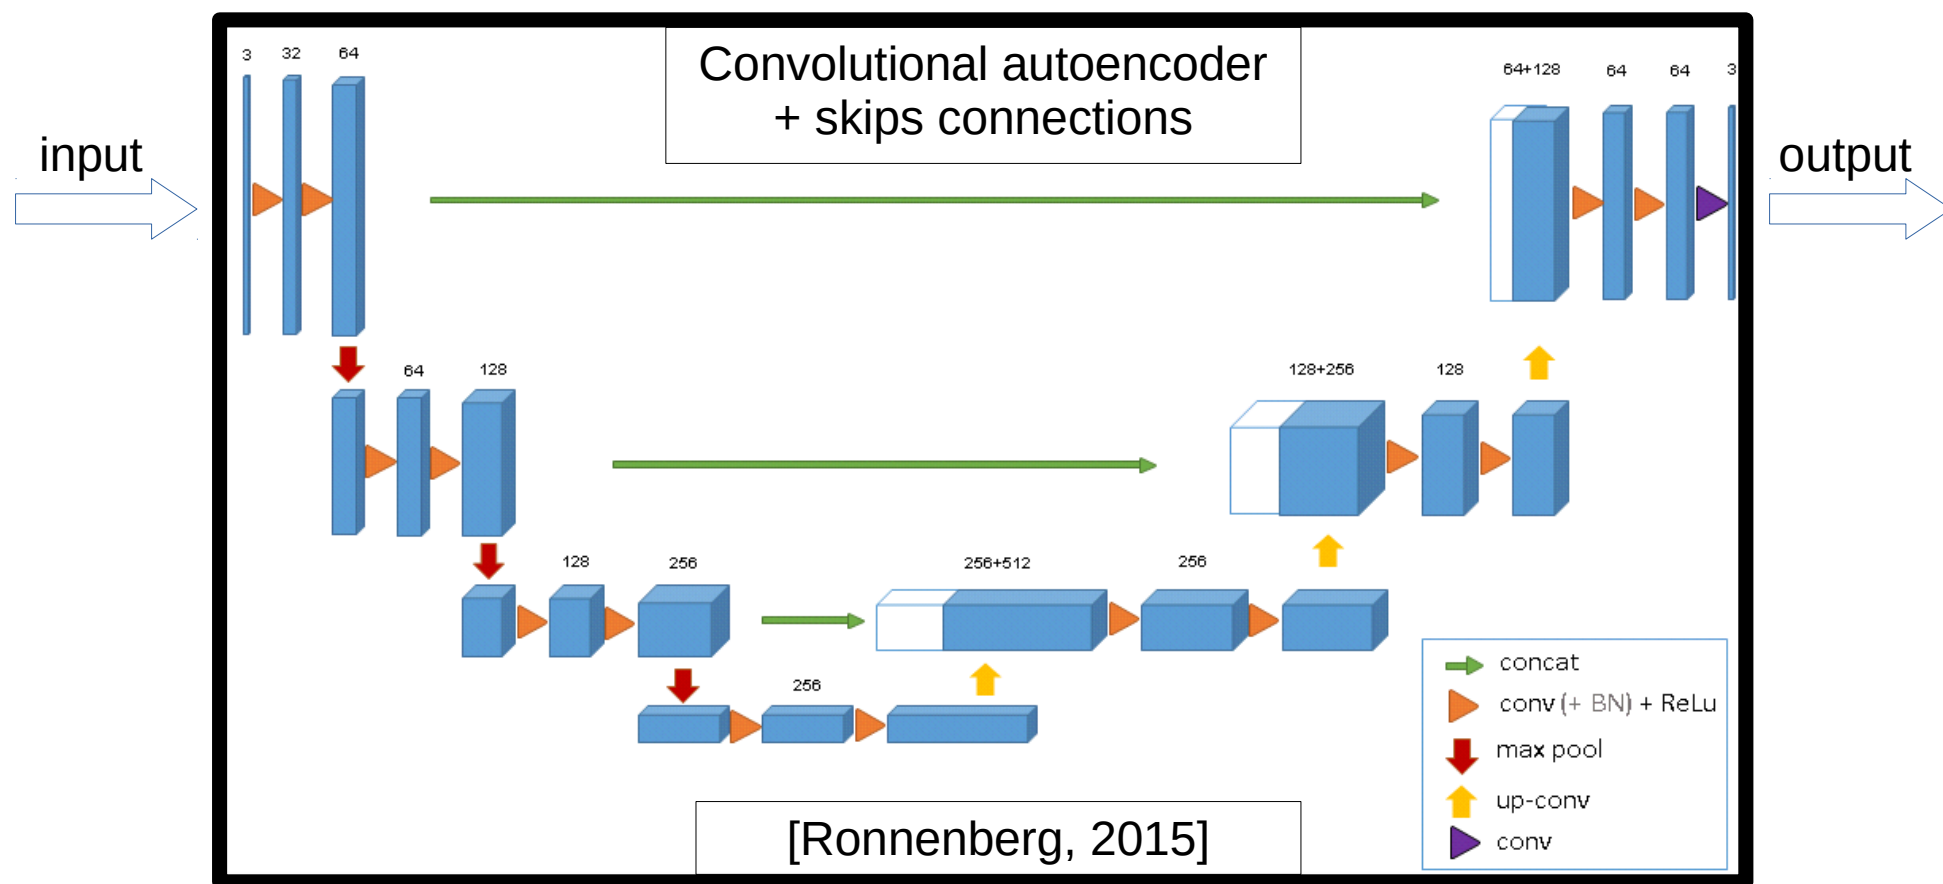 Convolutional autoencoder
+ skips connections
input
output
3
32
64
64+128
64
64
3
64
128
128+256
128
128
256
256+512
256
256
concat
conv (+ BN) + ReLu
max pool
up-conv
conv
[Ronnenberg, 2015]